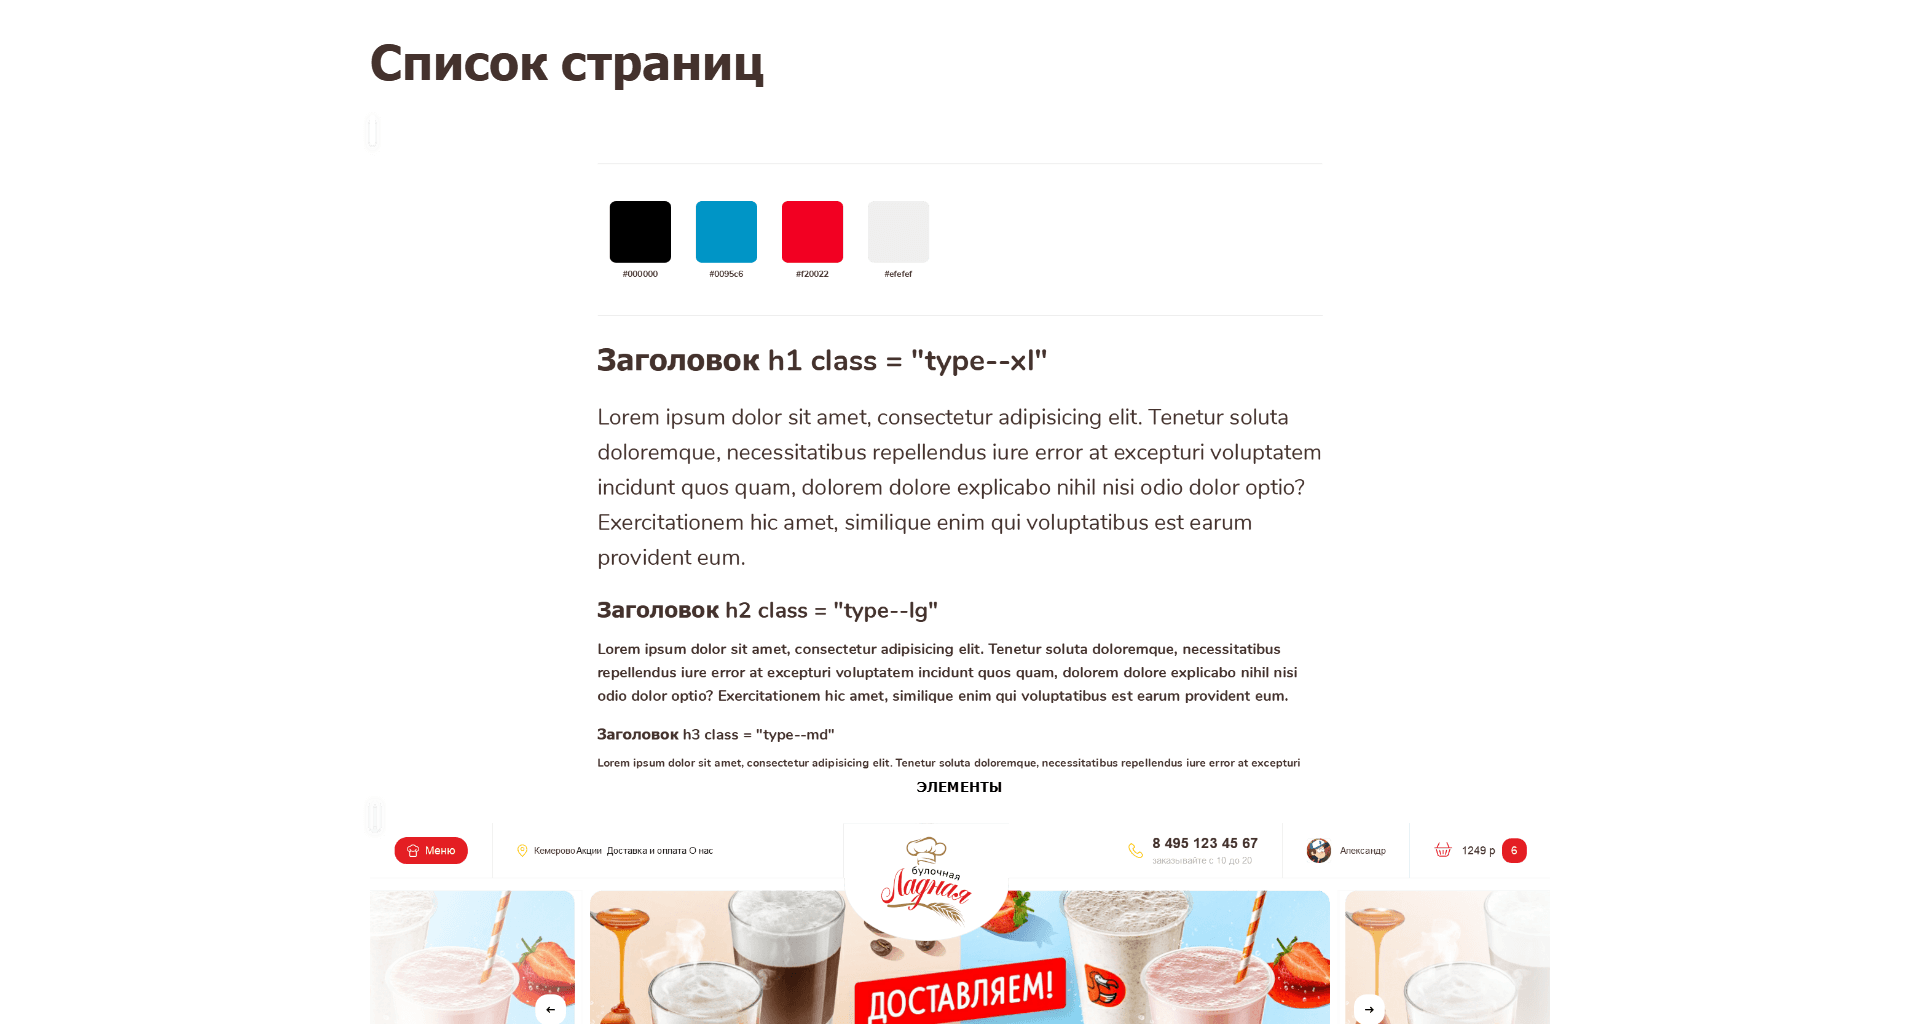 Список страниц
#000000
#0095c6
#f20022
#efefef
Заголовок h1 class = "type--xl"
Lorem ipsum dolor sit amet, consectetur adipisicing elit. Tenetur soluta
doloremque, necessitatibus repellendus iure error at excepturi voluptatem
incidunt quos quam, dolorem dolore explicabo nihil nisi odio dolor optio?
Exercitationem hic amet, similique enim qui voluptatibus est earum
provident eum.
Заголовок h2 class = "type--lg"
Lorem ipsum dolor sit amet, consectetur adipisicing elit. Tenetur soluta doloremque, necessitatibus
repellendus iure error at excepturi voluptatem incidunt quos quam, dolorem dolore explicabo nihil nisi
odio dolor optio? Exercitationem hic amet, similique enim qui voluptatibus est earum provident eum.
Заголовок h3 class = "type--md"
Lorem ipsum dolor sit amet, consectetur adipisicing elit. Tenetur soluta doloremque, necessitatibus repellendus iure error at excepturi
ЭЛЕМЕНТЫ
Меню
Кемерово Акции Доставка и оплата О нас
булочная
Ладная
8 495 123 45 67
заказывайте с 10 до 20
Александр
1249 р 6
ДОСТАВЛЯЕМ!